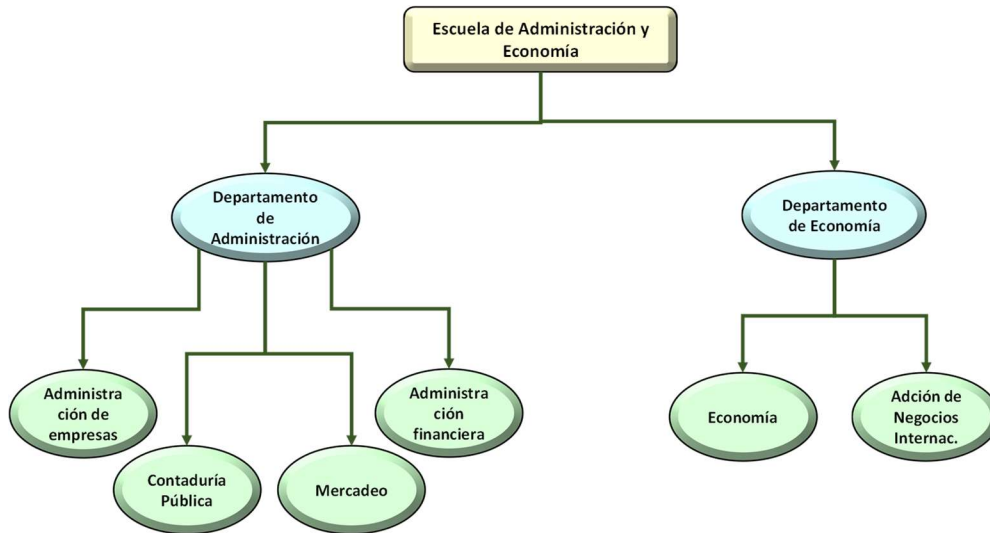 Escuela de Administración y
Economía
Departamento
de
Administración
Departamento
de Economía
Administra
ción de
empresas
Contaduría
Pública
Mercadeo
Administra
ción
financiera
Economía
Adción de
Negocios
Internac.